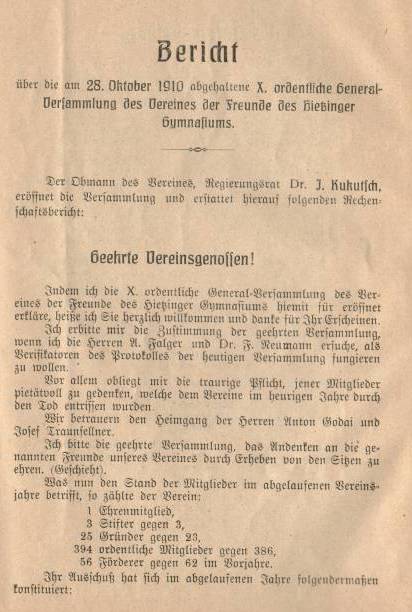 Bericht
über die am 28. Oktober 1910 abgehaltene X. ordentliche General-
Versammlung des Vereines der Freunde des Hietzinger
Gymnasiums.
Der Obmann des Vereines, Regierungsrat Dr. J. Kukutsch,
eröffnet die Versammlung und erstattet hierauf folgenden Rechen-
schaftsbericht:
Geehrte Vereinsgenossen!
Indem ich die X. ordentliche General-Versammlung des Ver-
eines der Freunde des Hietzinger Gymnasiums hiemit für eröffnet
erkläre, heiße ich Sie herzlich willkommen und danke für Ihr Erscheinen.
Ich erbitte mir die Zustimmung der geehrten Versammlung,
wenn ich die Herren A. Falger und Dr. F. Neumann ersuche, als
Verifikatoren des Protokolles der heutigen Versammlung fungieren
zu wollen.
Vor allem obliegt mir die traurige Pflicht, jener Mitglieder
pietätvoll zu gedenken, welche dem Vereine im heurigen Jahre durch
den Tod entrissen wurden.
Wir betrauern den Heimgang der Herren Anton Godai und
Josef Traunfellner.
Ich bitte die geehrte Versammlung, das Andenken an die ge-
nannten Freunde unseres Vereines durch Erheben von den Sitzen zu
ehren. (Geschieht).
Was nun den Stand der Mitglieder im abgelaufenen Vereins-
jahre betrifft, so zählte der Verein:
1 Ehrenmitglied,
3 Stifter gegen 3,
25 Gründer gegen 23,
394 ordentliche Mitglieder gegen 386,
56 Förderer gegen 62 im Vorjahre.
Ihr Ausschuß hat sich im abgelaufenen Jahre folgendermaßen
konstituiert: